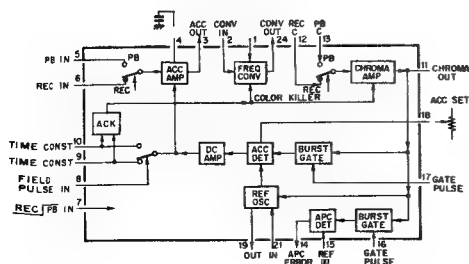 ACC OUT
CONV IN
CONV OUT
REC C
PB C
4
3
2
1
24
12
13
5
PB IN
PB
6
REC IN
REC
ACC AMP
FREQ CONV
PB
REC
CHROMA AMP
11 CHROMA OUT
COLOR KILLER
ACC SET
18
ACK
TIME CONST 10
TIME CONST 9
FIELD PULSE IN 8
REC/PB IN 7
DC AMP
ACC DET
BURST GATE
17 GATE PULSE
REF OSC
APC DET
BURST GATE
19 OUT
21 IN
14 APC ERROR
15 REF IN
16 GATE PULSE